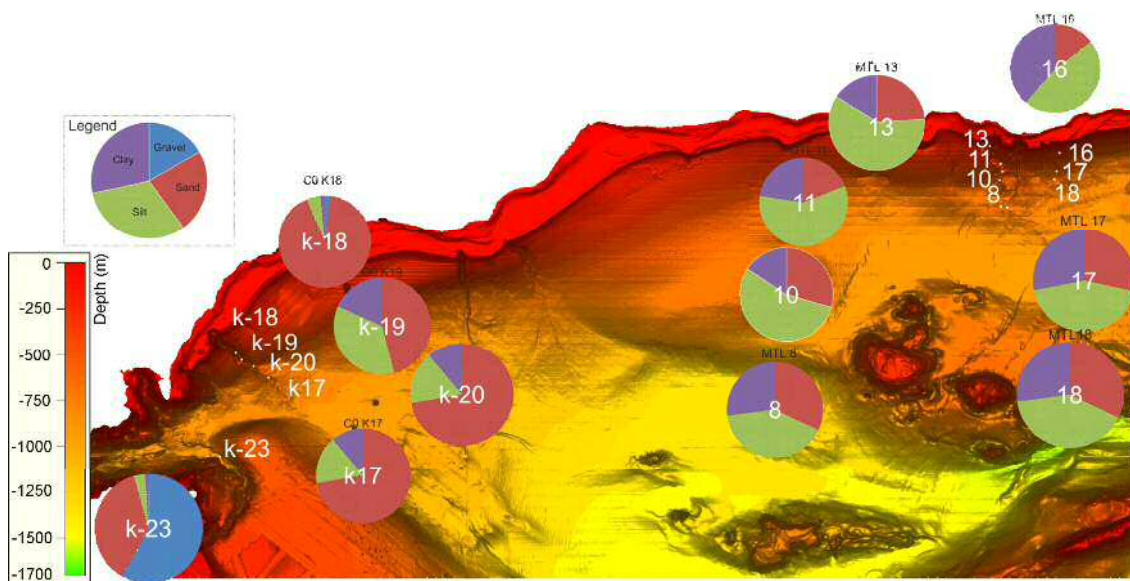 Legend
Clay
Gravel
Sand
Silt
Depth (m)
0
-250
-500
-750
-1000
-1250
-1500
-1700
C0 K18
k-18
C0 K19
k-19
k-20
C0 K17
k17
k-23
k-18
k-19
k-20
k17
k-23
MTL 13
13
11
10
MTL 8
8
MTL 16
16
MTL 17
17
18
13
11
10
8
16
17
18